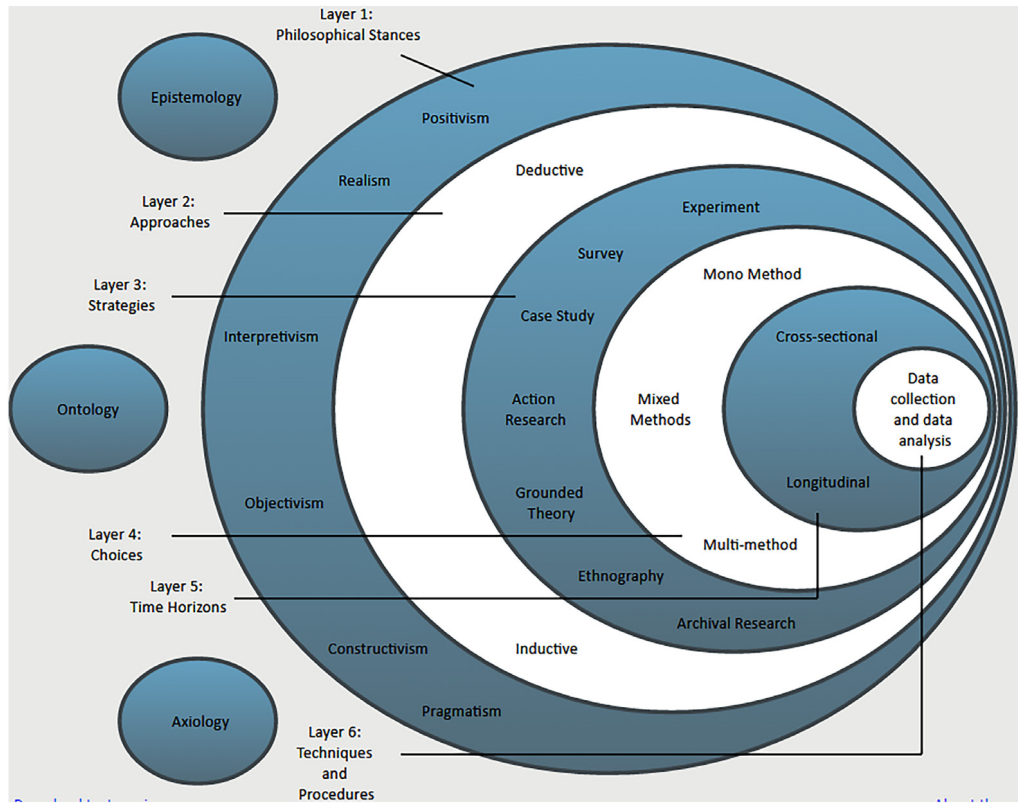 Layer 1:
Philosophical Stances
Epistemology
Positivism
Deductive
Realism
Layer 2:
Approaches
Experiment
Survey
Mono Method
Layer 3:
Strategies
Case Study
Interpretivism
Cross-sectional
Data
collection
and data
analysis
Ontology
Action
Research
Mixed
Methods
Longitudinal
Objectivism
Grounded
Theory
Layer 4:
Choices
Multi-method
Ethnography
Layer 5:
Time Horizons
Archival Research
Constructivism
Inductive
Pragmatism
Axiology
Layer 6:
Techniques
and
Procedures